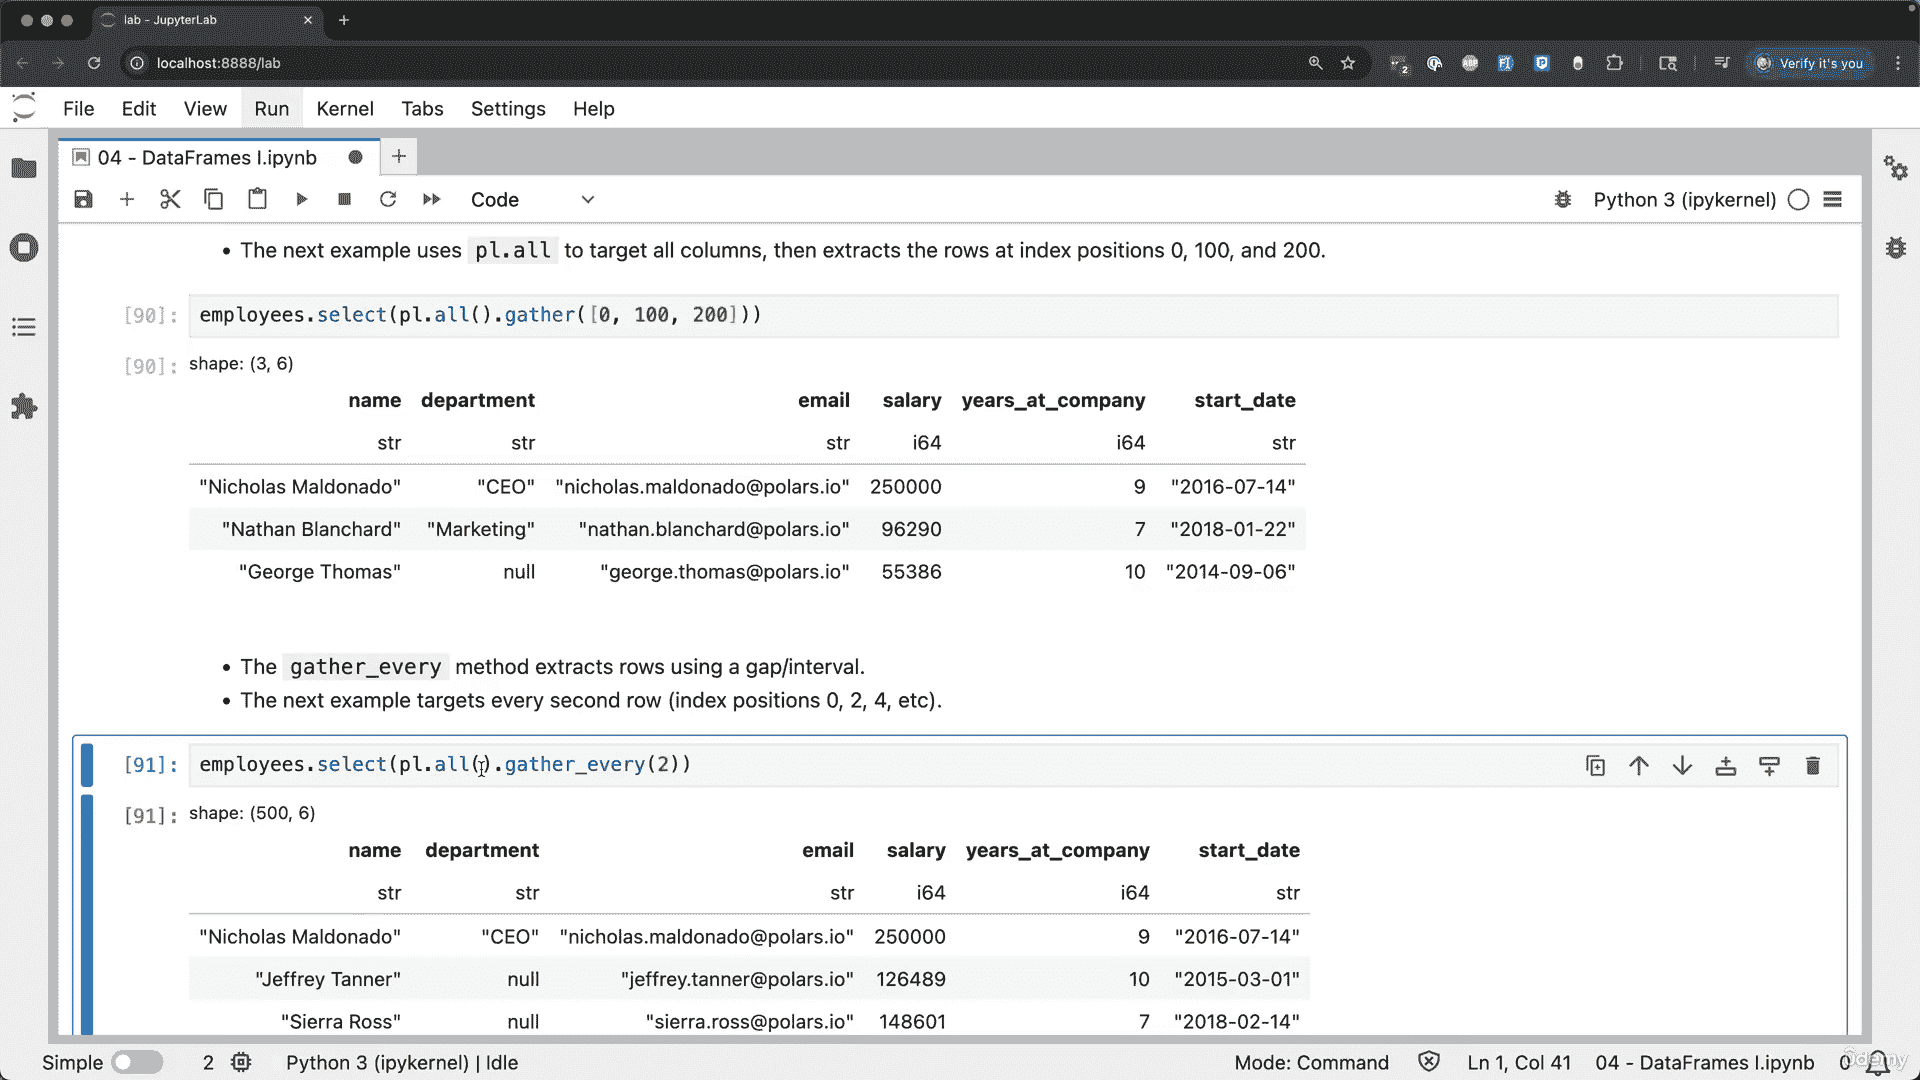 lab - JupyterLab
localhost:8888/lab
2
ABP
Verify it's you
File Edit View Run Kernel Tabs Settings Help
04 - DataFrames I.ipynb
Code
Python 3 (ipykernel)
• The next example uses pl.all to target all columns, then extracts the rows at index positions 0, 100, and 200.
[90]: employees.select(pl.all().gather([0, 100, 200]))
[90]: shape: (3, 6)
name department email salary years_at_company start_date
str str str i64 i64 str
"Nicholas Maldonado" "CEO" "nicholas.maldonado@polars.io" 250000 9 "2016-07-14"
"Nathan Blanchard" "Marketing" "nathan.blanchard@polars.io" 96290 7 "2018-01-22"
"George Thomas" null "george.thomas@polars.io" 55386 10 "2014-09-06"
• The gather_every method extracts rows using a gap/interval.
• The next example targets every second row (index positions 0, 2, 4, etc).
[91]: employees.select(pl.all().gather_every(2))
[91]: shape: (500, 6)
name department email salary years_at_company start_date
str str str i64 i64 str
"Nicholas Maldonado" "CEO" "nicholas.maldonado@polars.io" 250000 9 "2016-07-14"
"Jeffrey Tanner" null "jeffrey.tanner@polars.io" 126489 10 "2015-03-01"
"Sierra Ross" null "sierra.ross@polars.io" 148601 7 "2018-02-14"
Simple 2 Python 3 (ipykernel) | Idle Mode: Command Ln 1, Col 41 04 - DataFrames I.ipynb 0
udemy